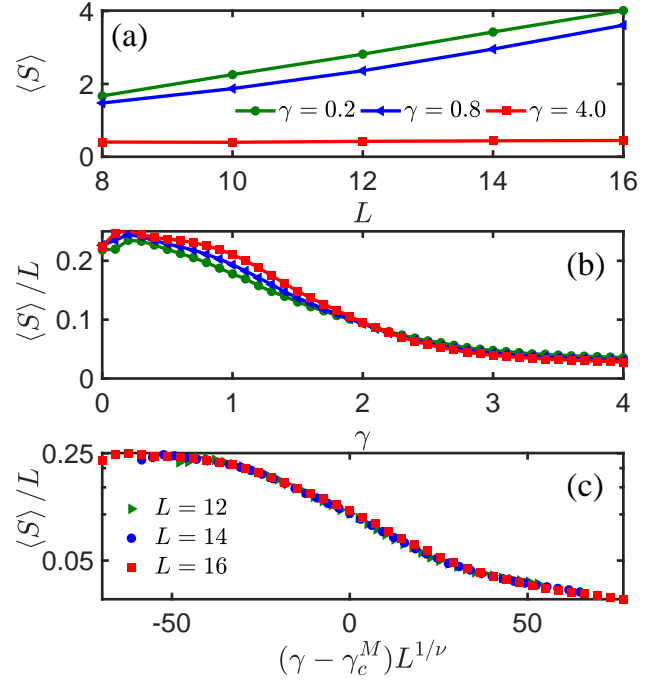 (a)
⟨S⟩
4
2
0
γ = 0.2 γ = 0.8 γ = 4.0
8 10 12 14 16
L
(b)
⟨S⟩/L
0.2
0.1
0
0 1 2 3 4
γ
(c)
⟨S⟩/L
0.25
0.05
L = 12
L = 14
L = 16
-50 0 50
(γ − γ_c^M)L^{1/ν}